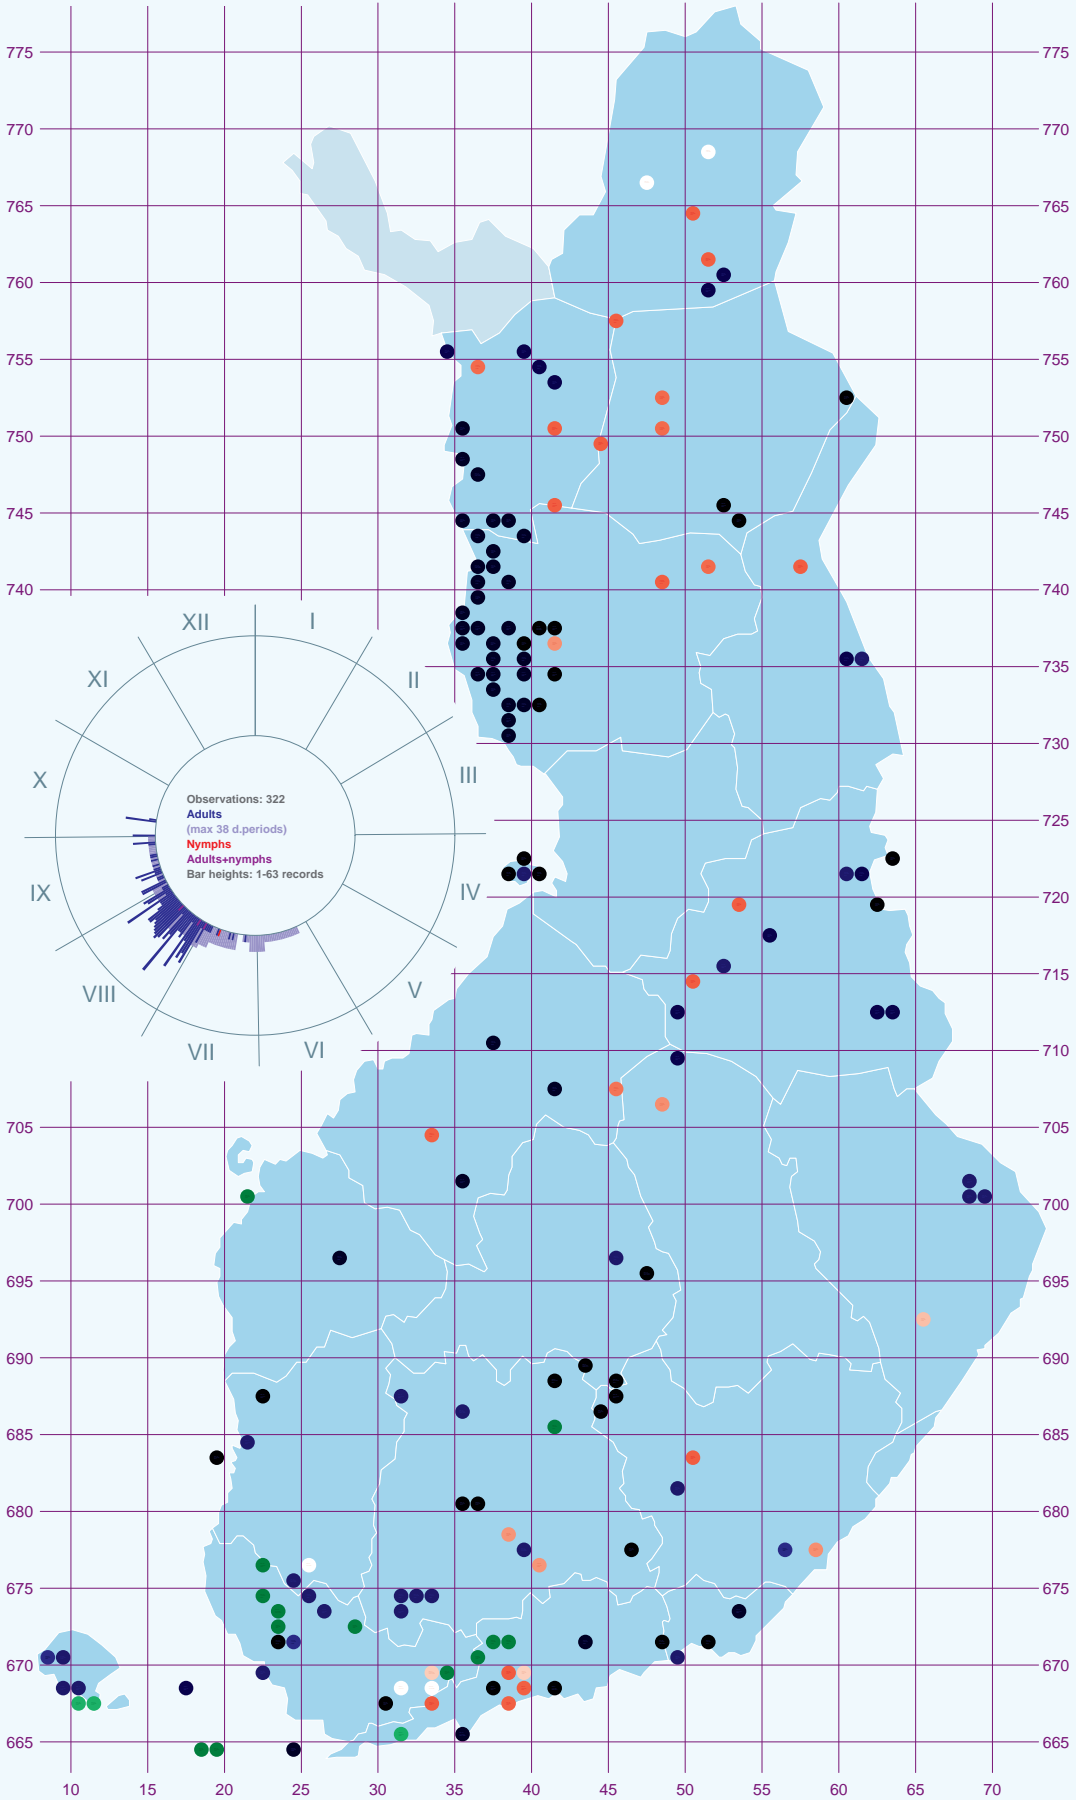 775 775
770 770
765 765
760 760
755 755
750 750
745 745
740 740
XII I
XI II
735
730
X III
Observations: 322
Adults
(max 38 d.periods)
Nymphs
Adults+nymphs
Bar heights: 1-63 records
725
IX IV
720
VIII V
715
VII VI
710
705 705
700 700
695 695
690 690
685 685
680 680
675 675
670 670
665 665
10 15 20 25 30 35 40 45 50 55 60 65 70